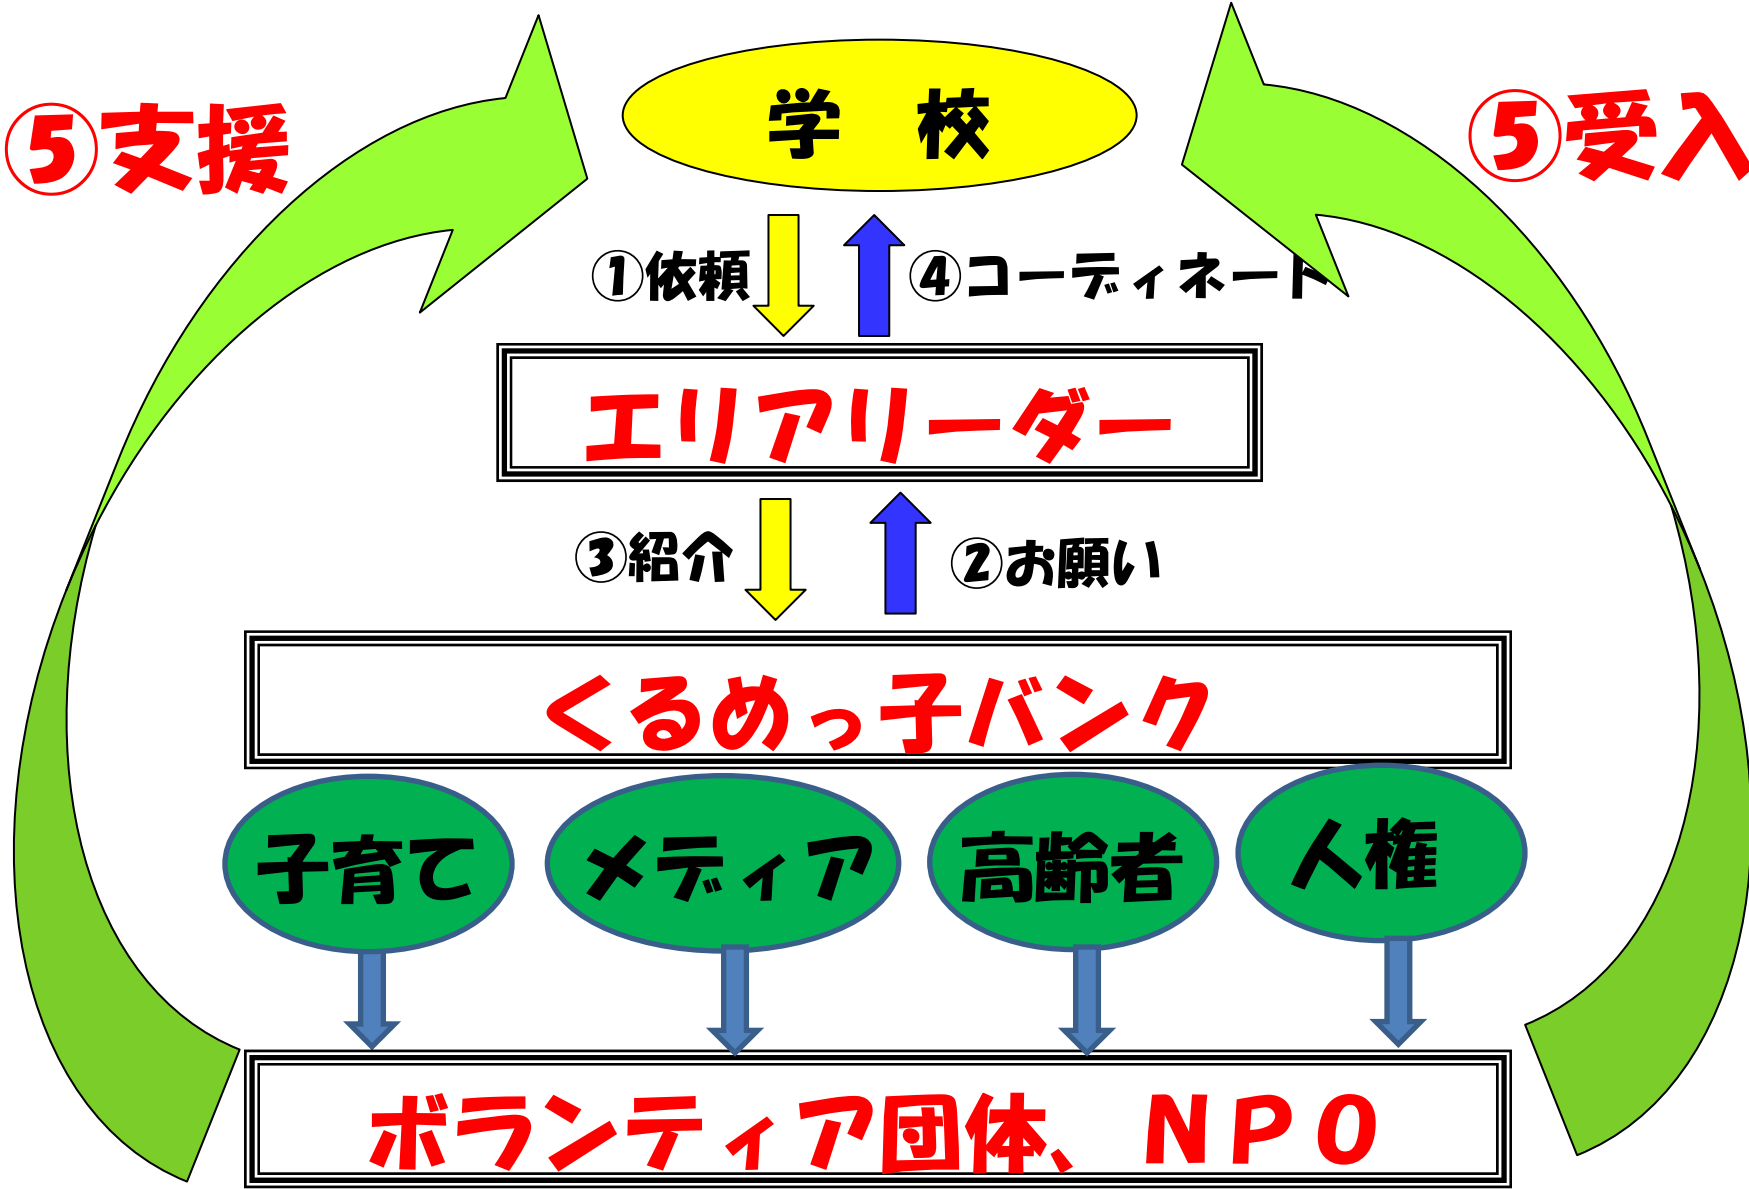 ⑤支援
学　校
⑤受入
①依頼
④コーディネート
エリアリーダー
③紹介
②お願い
くるめっ子バンク
子育て
メディア
高齢者
人権
ボランティア団体、ＮＰＯ